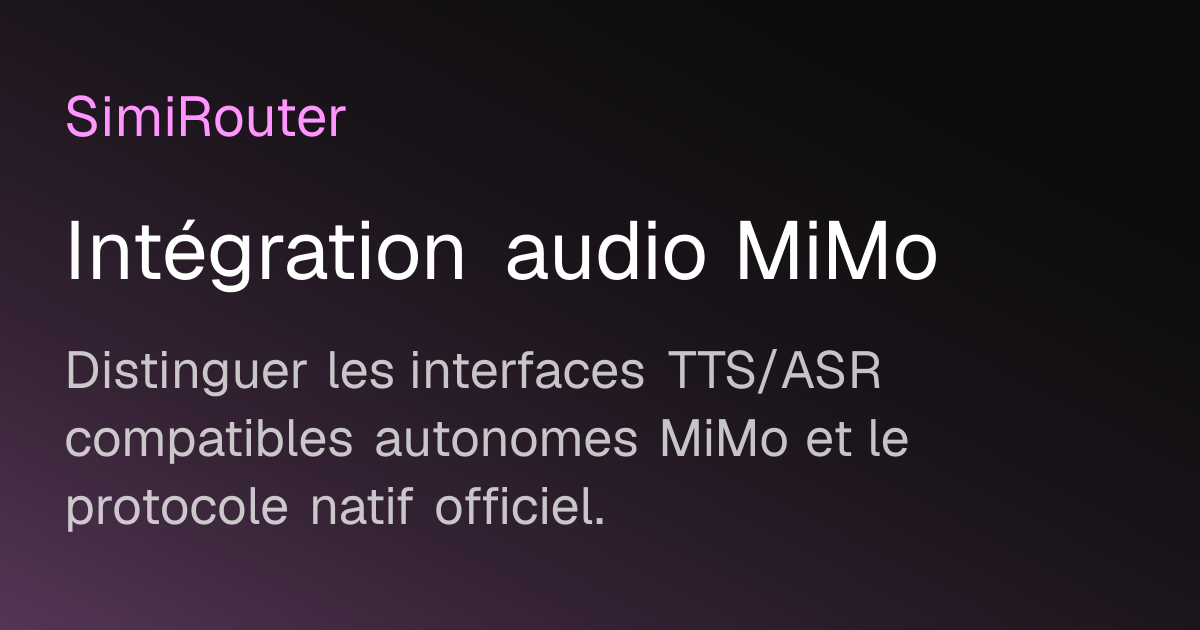 SimiRouter
Intégration audio MiMo
Distinguer les interfaces TTS/ASR
compatibles autonomes MiMo et le
protocole natif officiel.